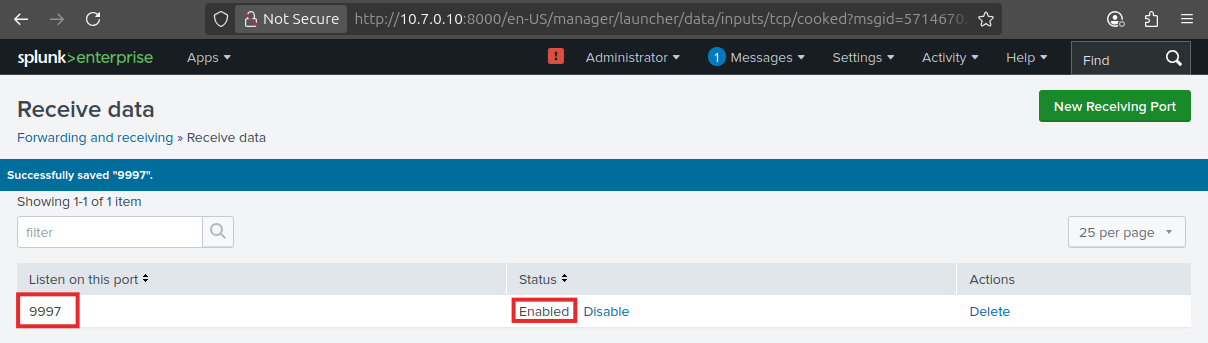 Not Secure http://10.7.0.10:8000/en-US/manager/launcher/data/inputs/tcp/cooked?msgid=5714670.
splunk>enterprise Apps ! Administrator 1 Messages Settings Activity Help Find
Receive data New Receiving Port
Forwarding and receiving » Receive data
Successfully saved "9997".
Showing 1-1 of 1 item
filter 25 per page
Listen on this port Status Actions
9997 Enabled Disable Delete